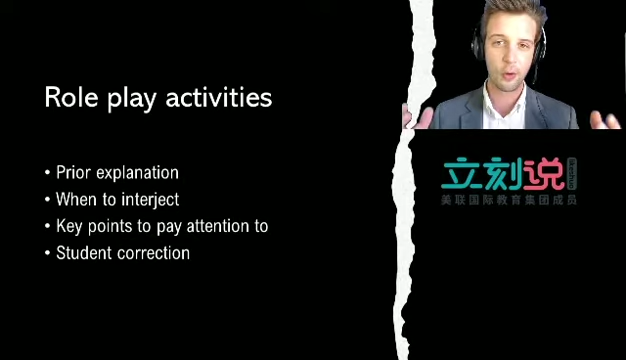 Role play activities
• Prior explanation
• When to interject
• Key points to pay attention to
• Student correction
立刻说
美联国际教育集团成员